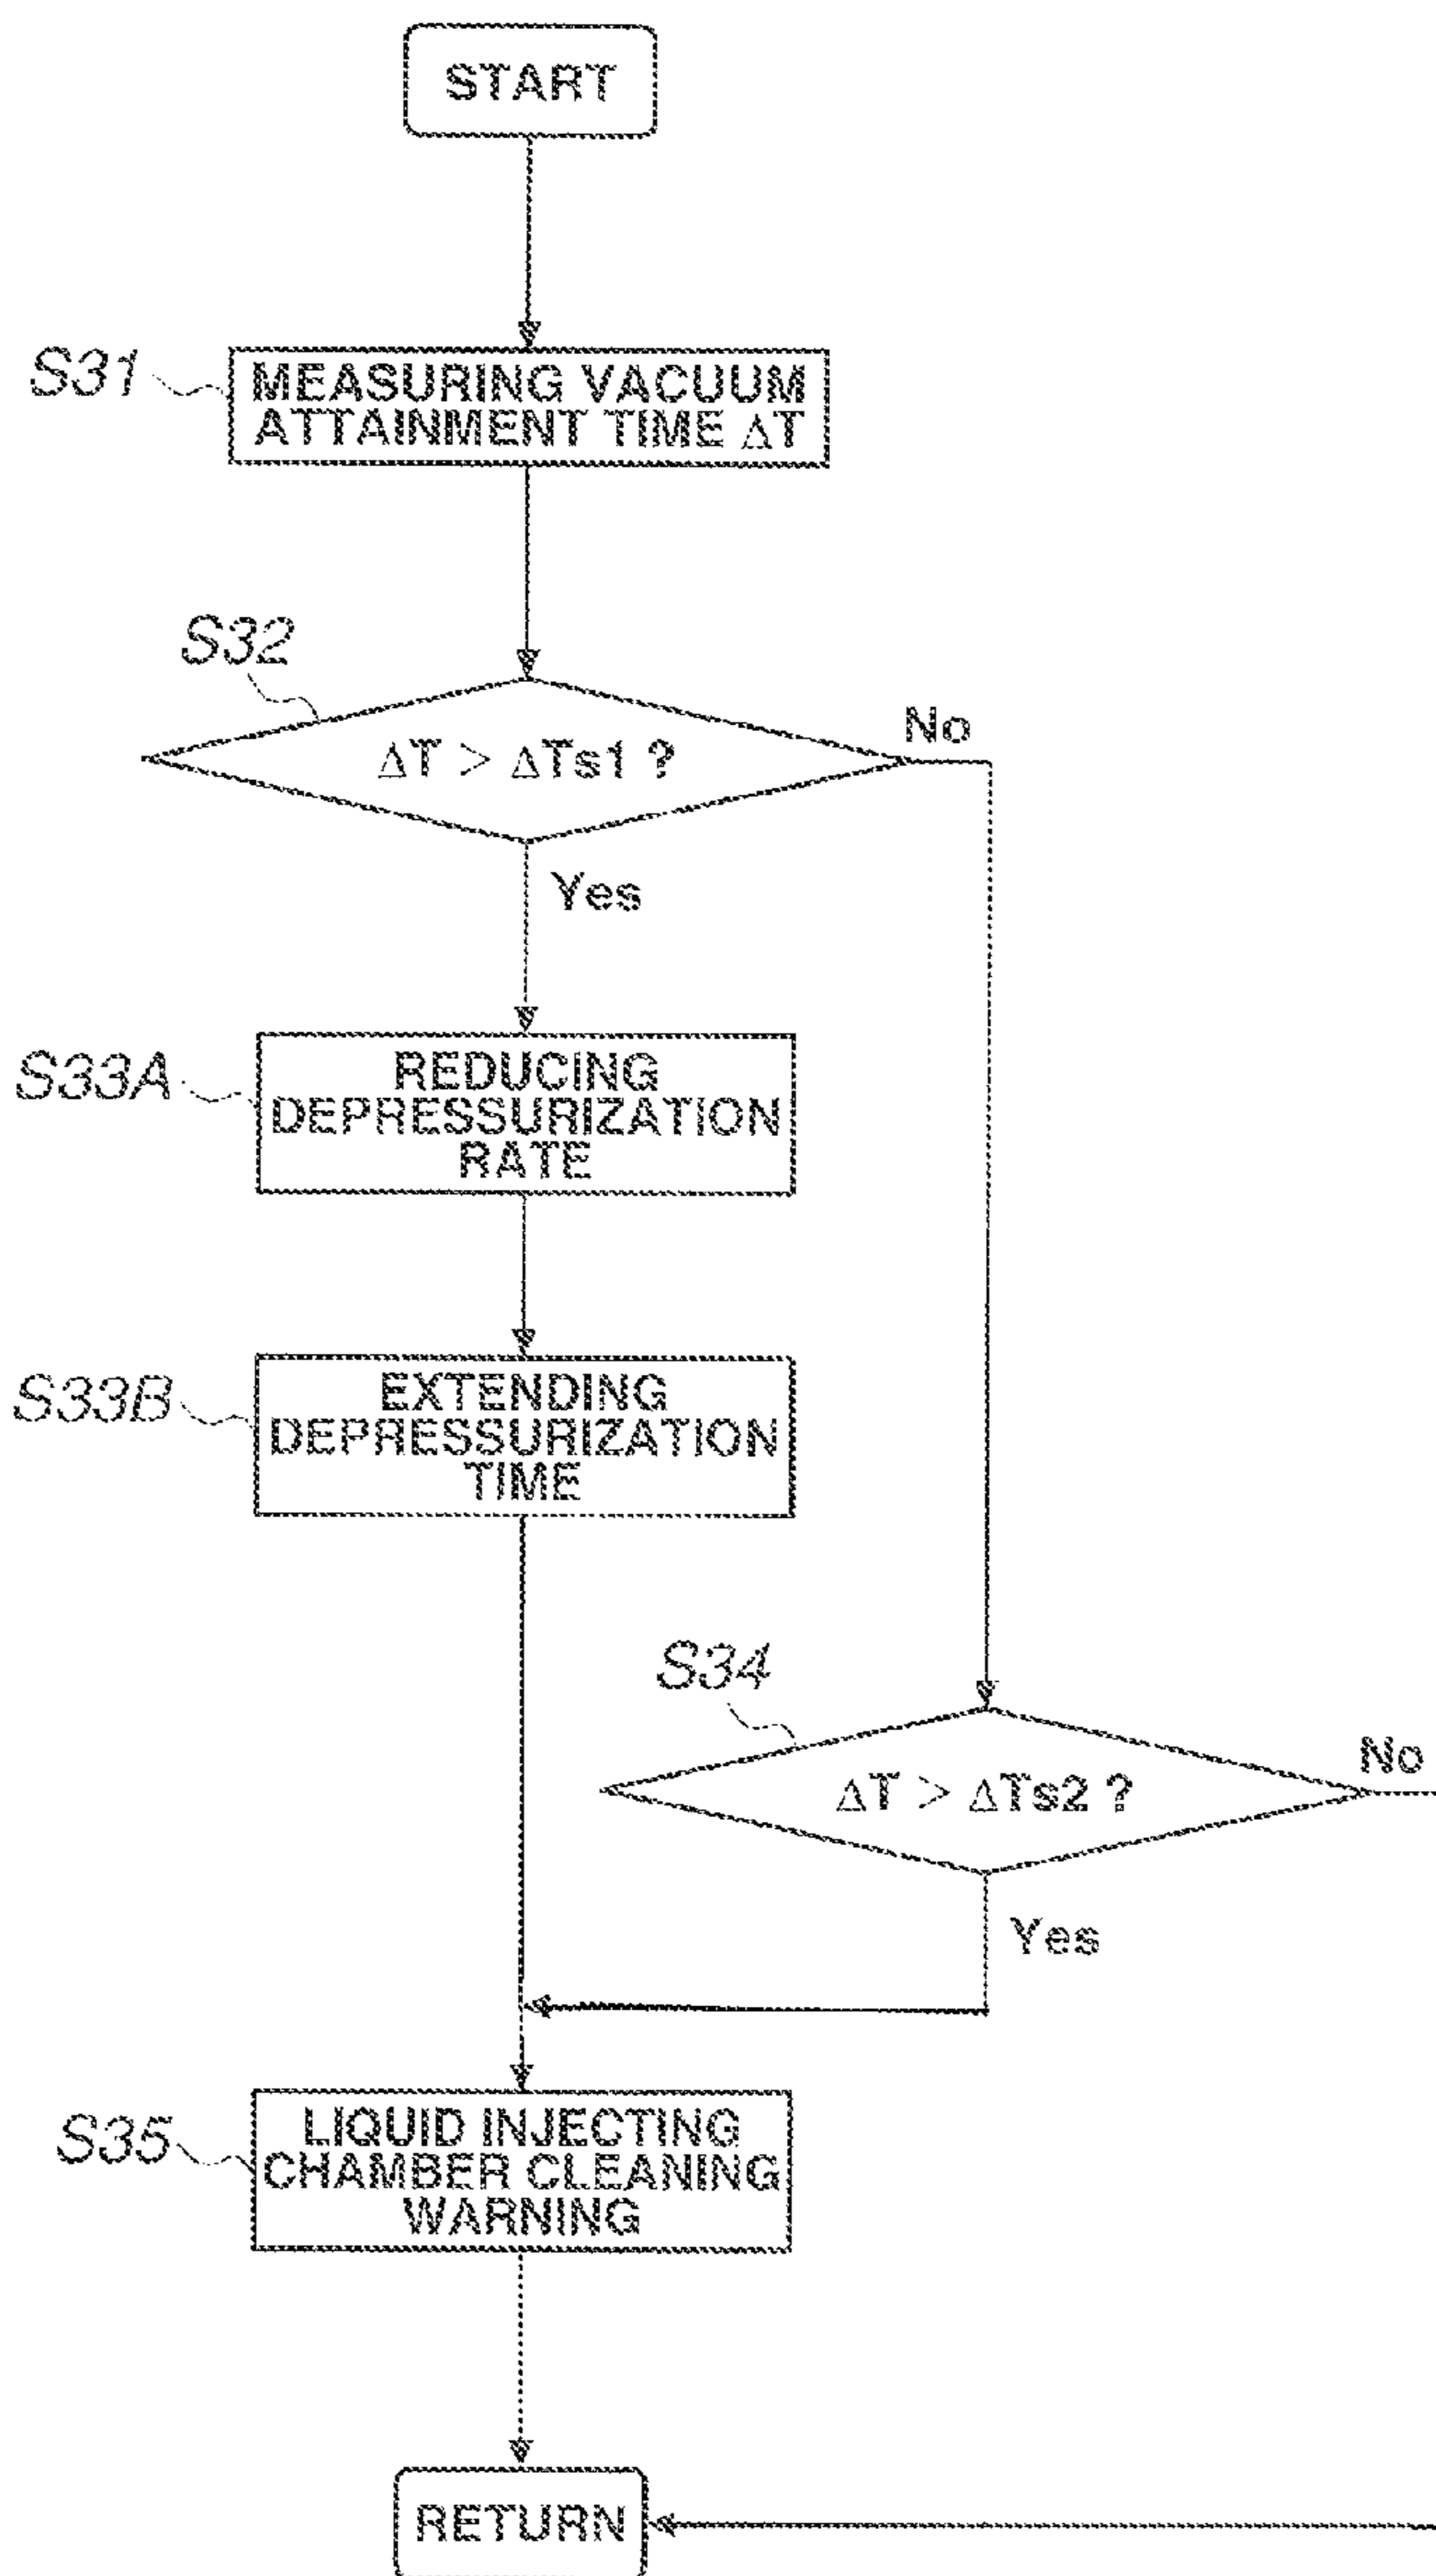 START
S31
MEASURING VACUUM
ATTAINMENT TIME ΔT
S32
ΔT > ΔTs1 ?
No
Yes
S33A
REDUCING
DEPRESSURIZATION
RATE
S33B
EXTENDING
DEPRESSURIZATION
TIME
S34
ΔT > ΔTs2 ?
No
Yes
S35
LIQUID INJECTING
CHAMBER CLEANING
WARNING
RETURN